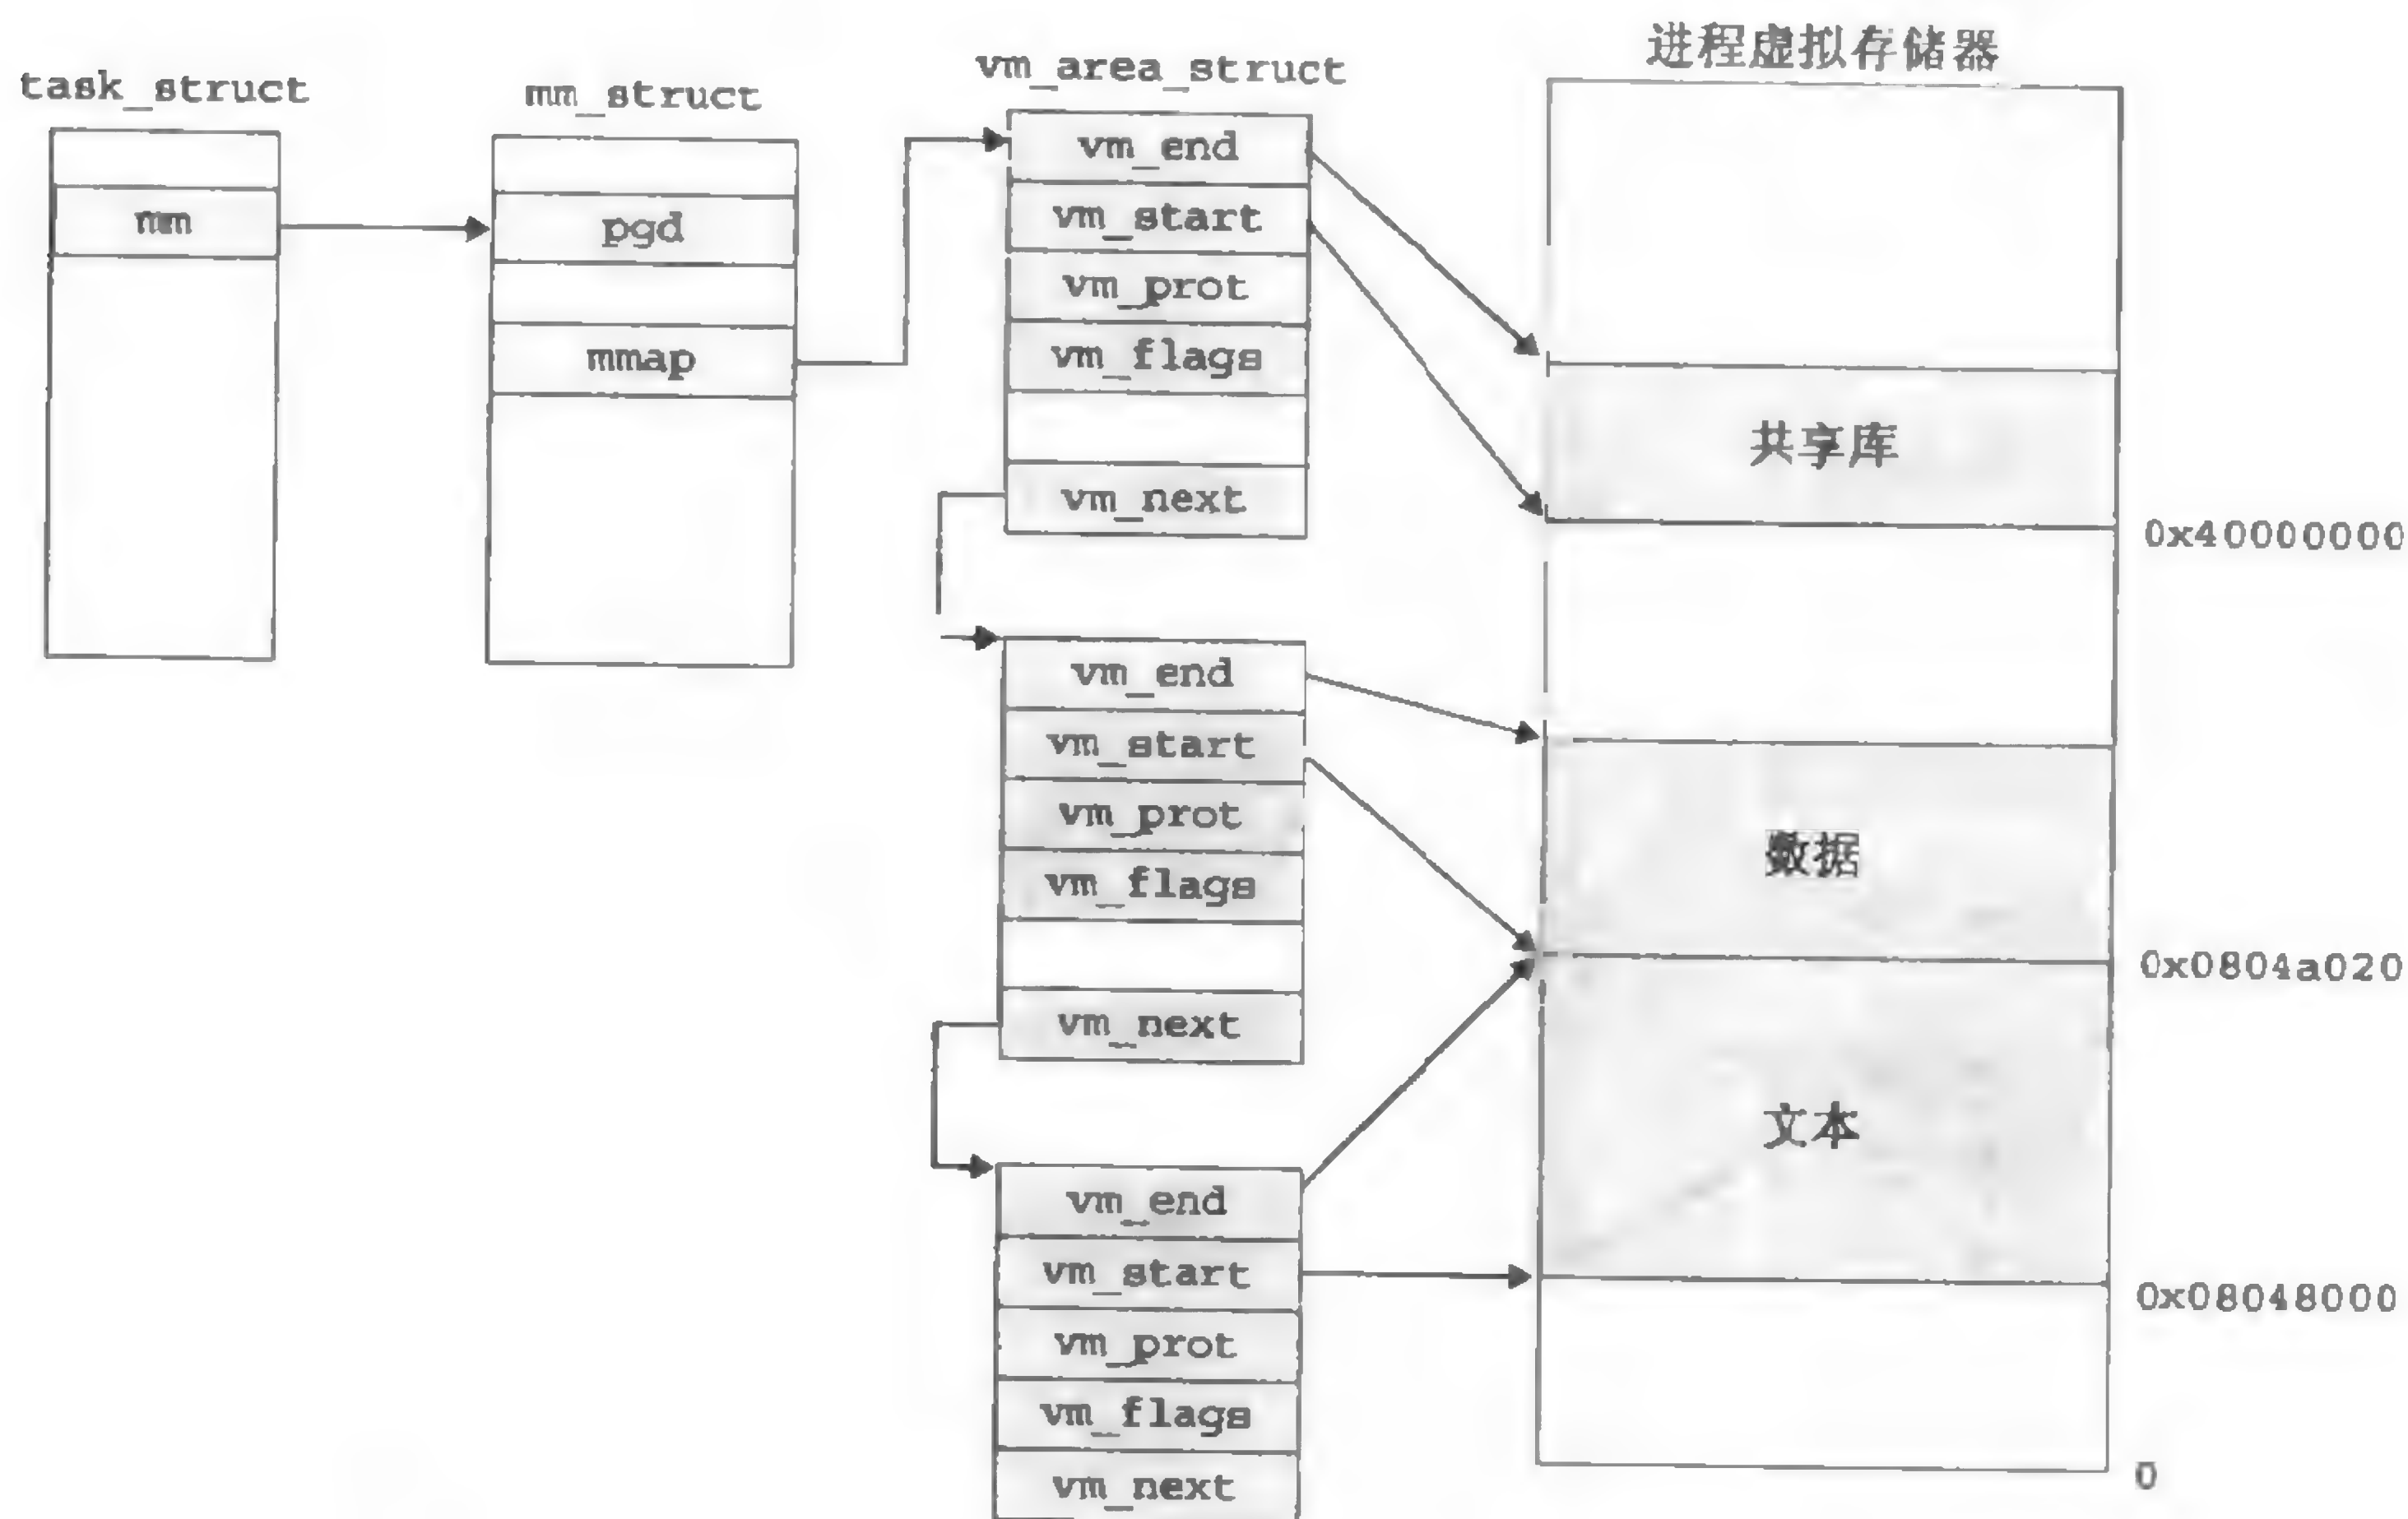 task_struct
mm
mm_struct
pgd
mmap
vm_area_struct
vm_end
vm_start
vm_prot
vm_flags
vm_next
vm_end
vm_start
vm_prot
vm_flags
vm_next
vm_end
vm_start
vm_prot
vm_flags
vm_next
进程虚拟存储器
共享库
0x40000000
数据
0x0804a020
文本
0x08048000
0